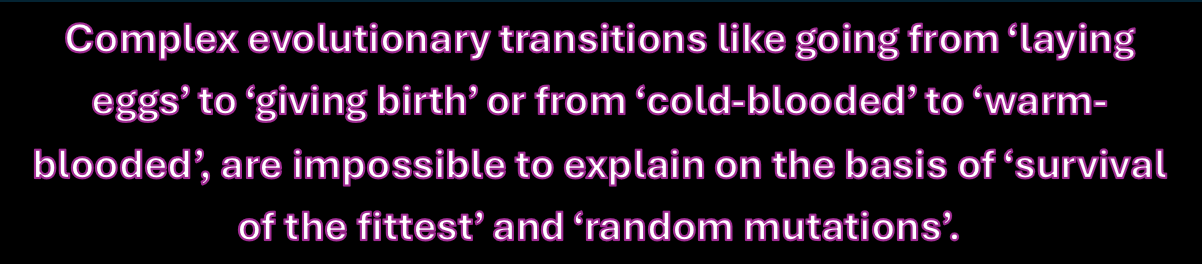 Complex evolutionary transitions like going from ‘laying
eggs’ to ‘giving birth’ or from ‘cold-blooded’ to ‘warm-
blooded’, are impossible to explain on the basis of ‘survival
of the fittest’ and ‘random mutations’.